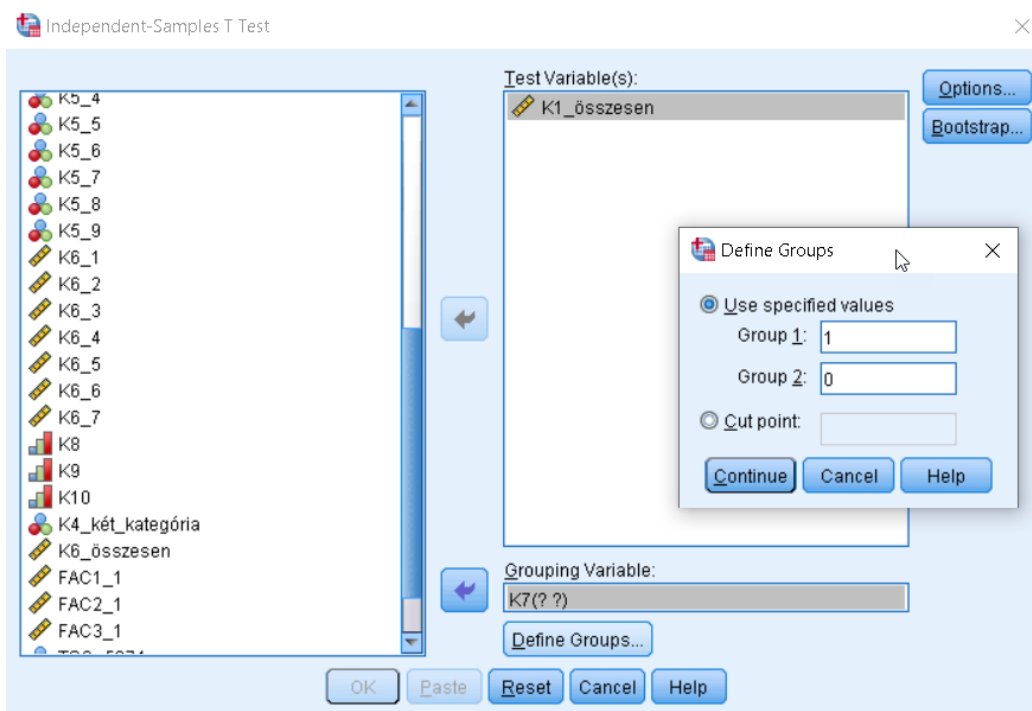 Independent-Samples T Test
K5_4
K5_5
K5_6
K5_7
K5_8
K5_9
K6_1
K6_2
K6_3
K6_4
K6_5
K6_6
K6_7
K8
K9
K10
K4_két_kategória
K6_összesen
FAC1_1
FAC2_1
FAC3_1
Test Variable(s):
K1_összesen
Options...
Bootstrap...
Define Groups
Use specified values
Group 1: 1
Group 2: 0
Cut point:
Continue Cancel Help
Grouping Variable:
K7(? ?)
Define Groups...
OK Paste Reset Cancel Help